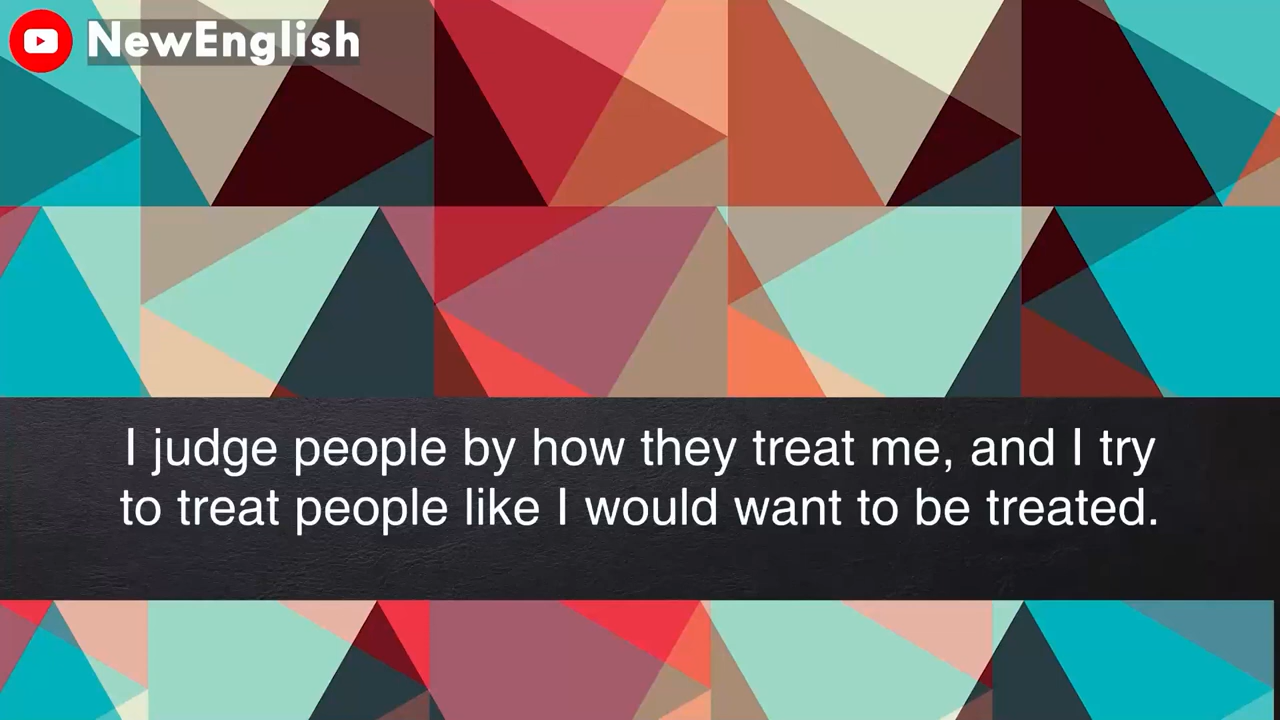 NewEnglish
I judge people by how they treat me, and I try
to treat people like I would want to be treated.